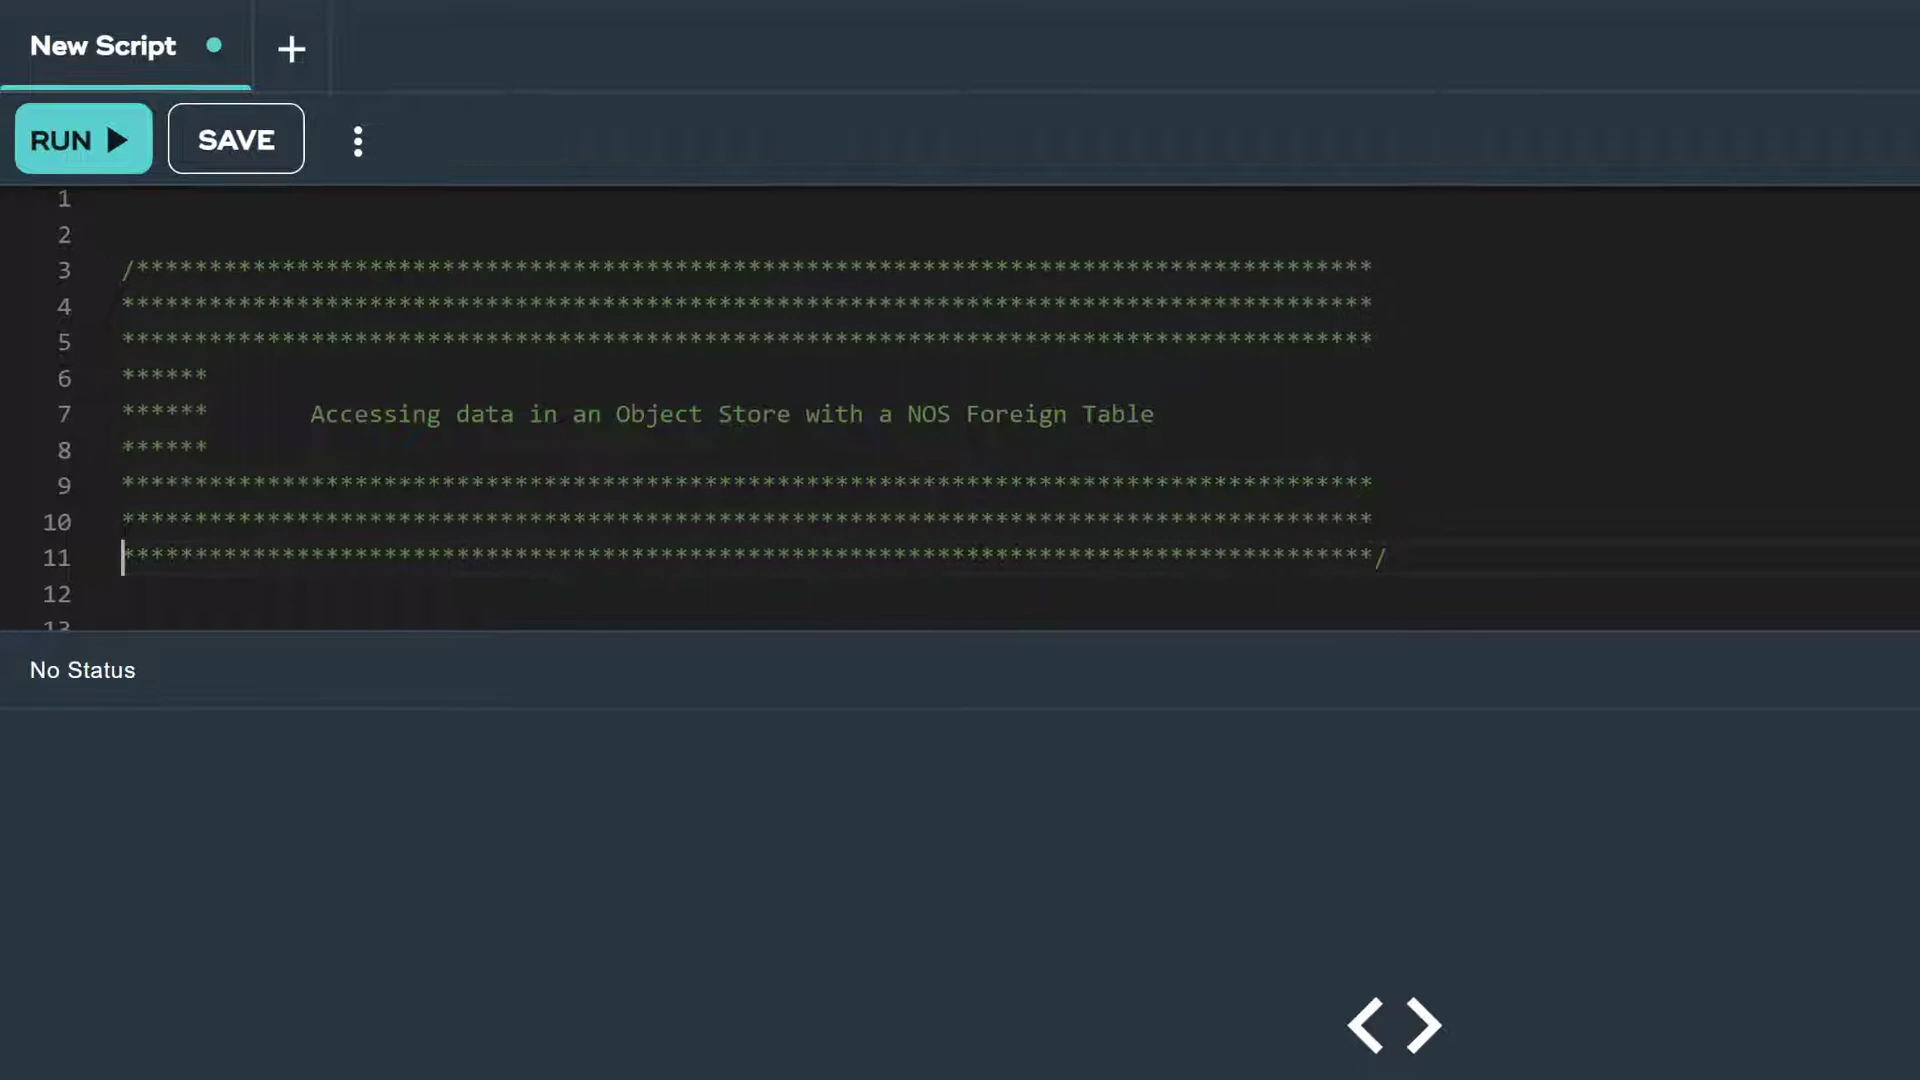 New Script
RUN
SAVE
1
2
3 /*************************************************************************************
4 **************************************************************************************
5 **************************************************************************************
6 ******
7 ****** Accessing data in an Object Store with a NOS Foreign Table
8 ******
9 **************************************************************************************
10 **************************************************************************************
11 **************************************************************************************/
12
13
No Status